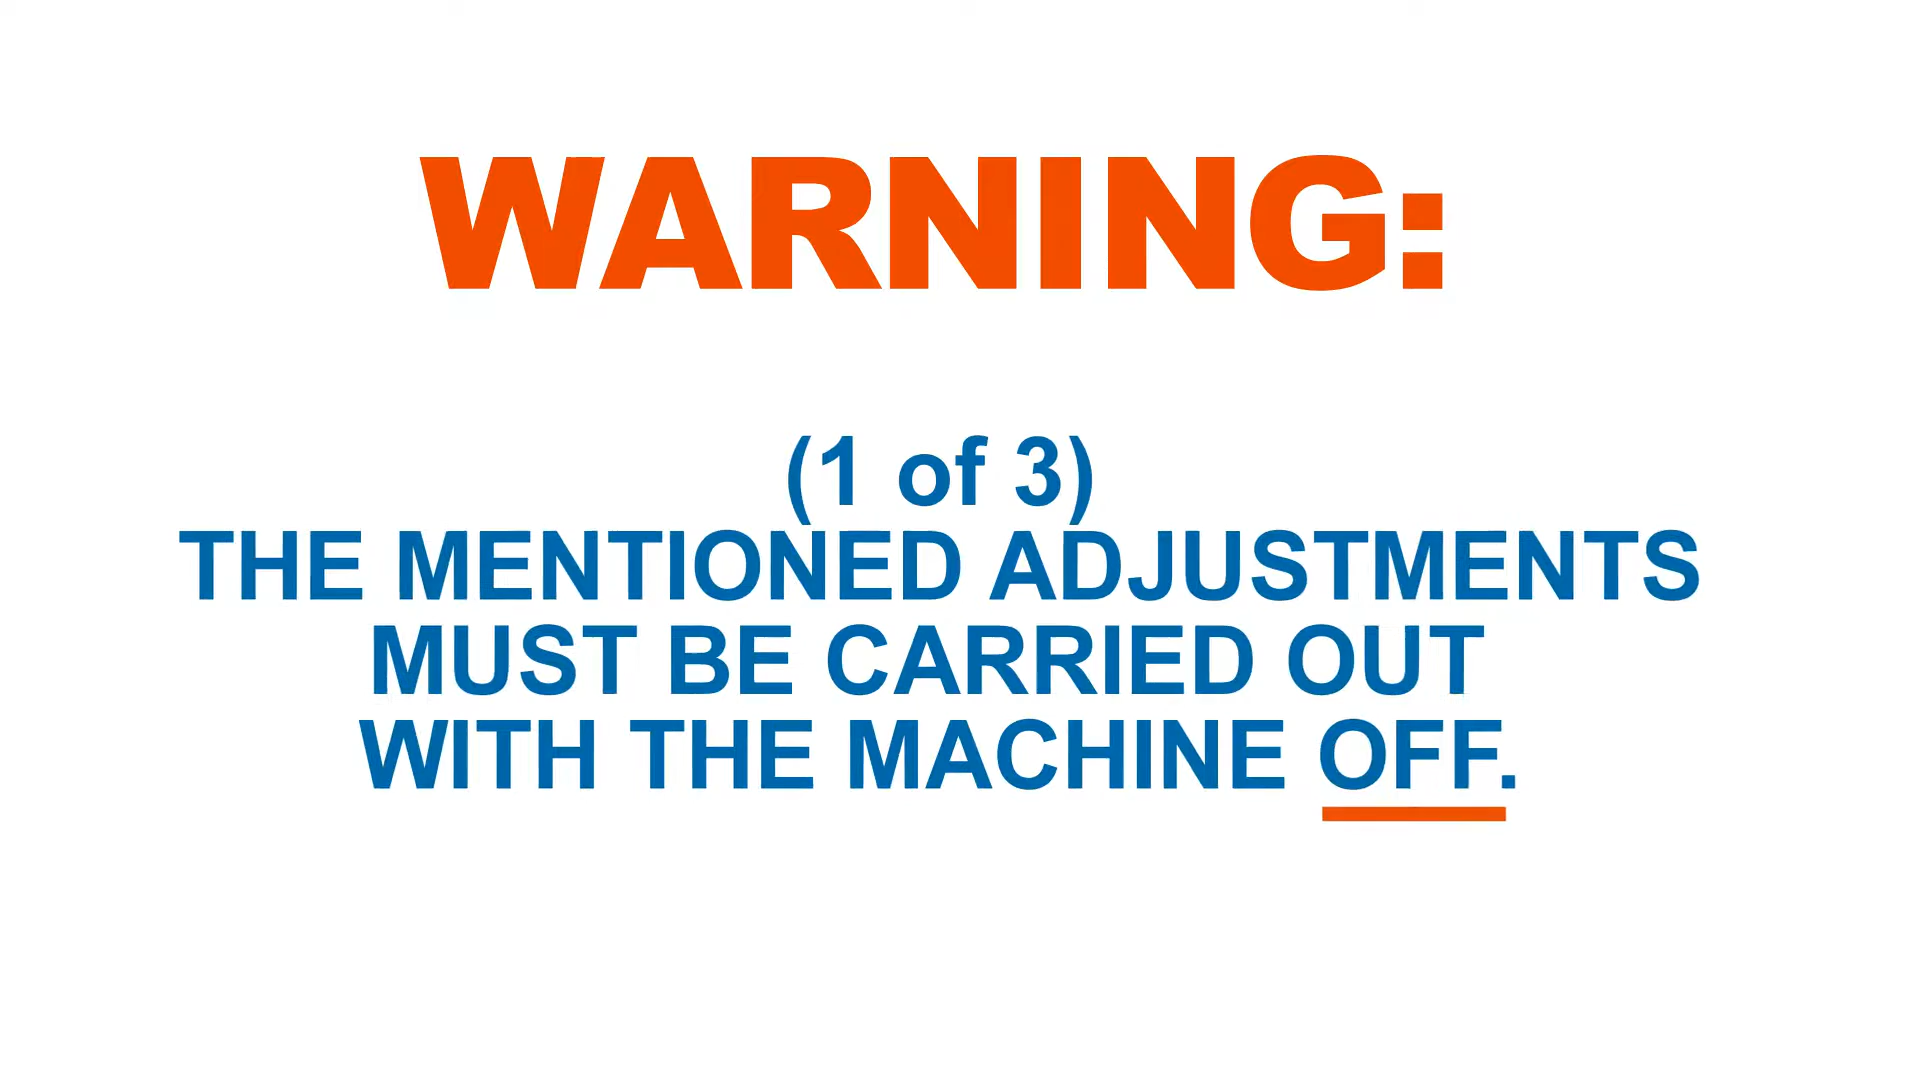 WARNING:
(1 of 3)
THE MENTIONED ADJUSTMENTS
MUST BE CARRIED OUT
WITH THE MACHINE OFF.